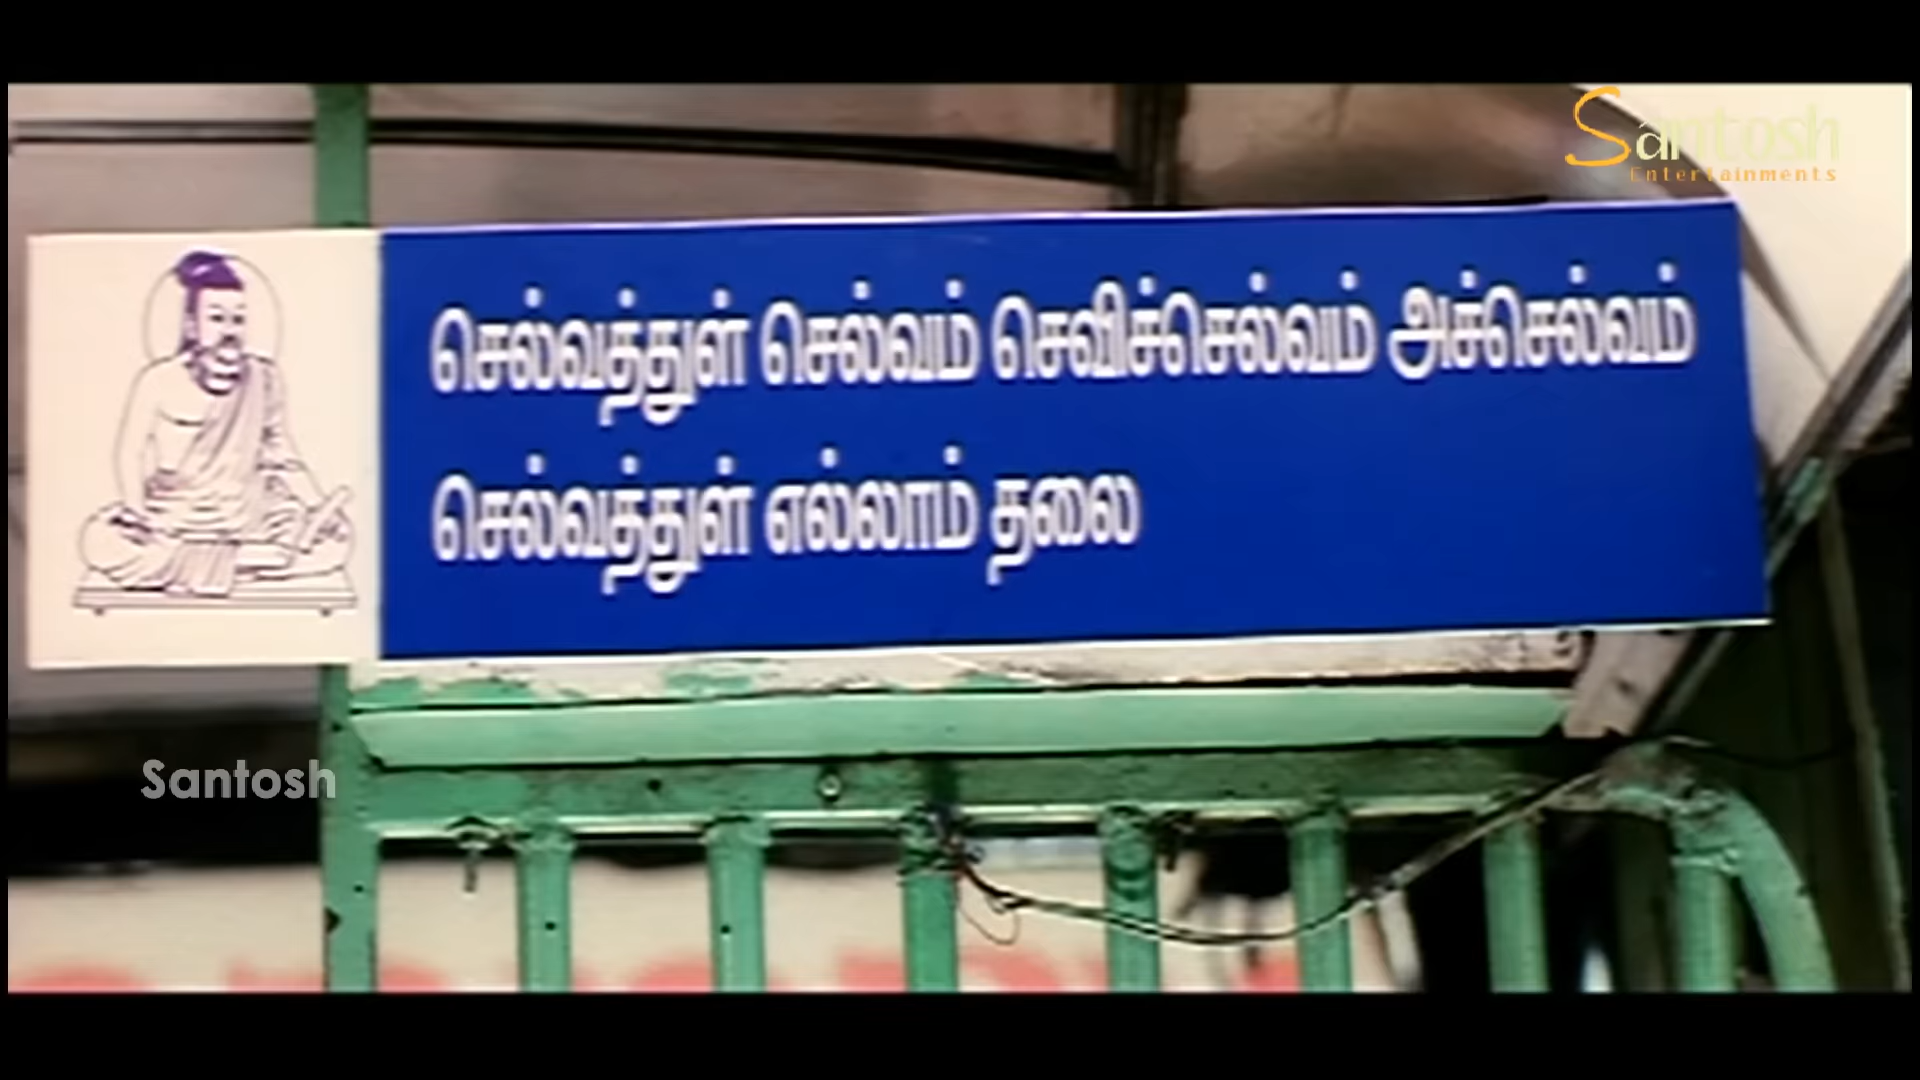 Santosh
Entertainments
செல்வத்துள் செல்வம் செவிச்செல்வம் அச்செல்வம்
செல்வத்துள் எல்லாம் தலை
Santosh